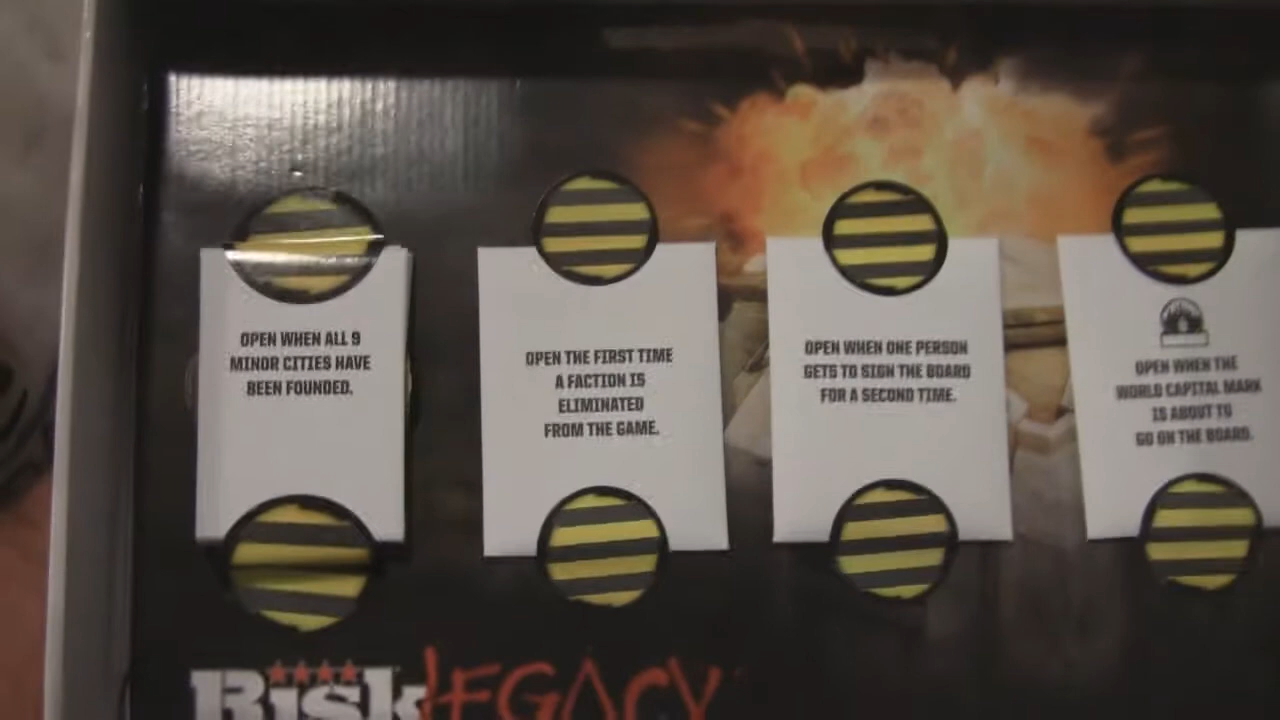 OPEN WHEN ALL 9
MINOR CITIES HAVE
BEEN FOUNDED.
OPEN THE FIRST TIME
A FACTION IS
ELIMINATED
FROM THE GAME.
OPEN WHEN ONE PERSON
GETS TO SIGN THE BOARD
FOR A SECOND TIME.
OPEN WHEN THE
WORLD CAPITAL MARK
IS ABOUT TO
GO ON THE BOARD.
RISK LEGACY